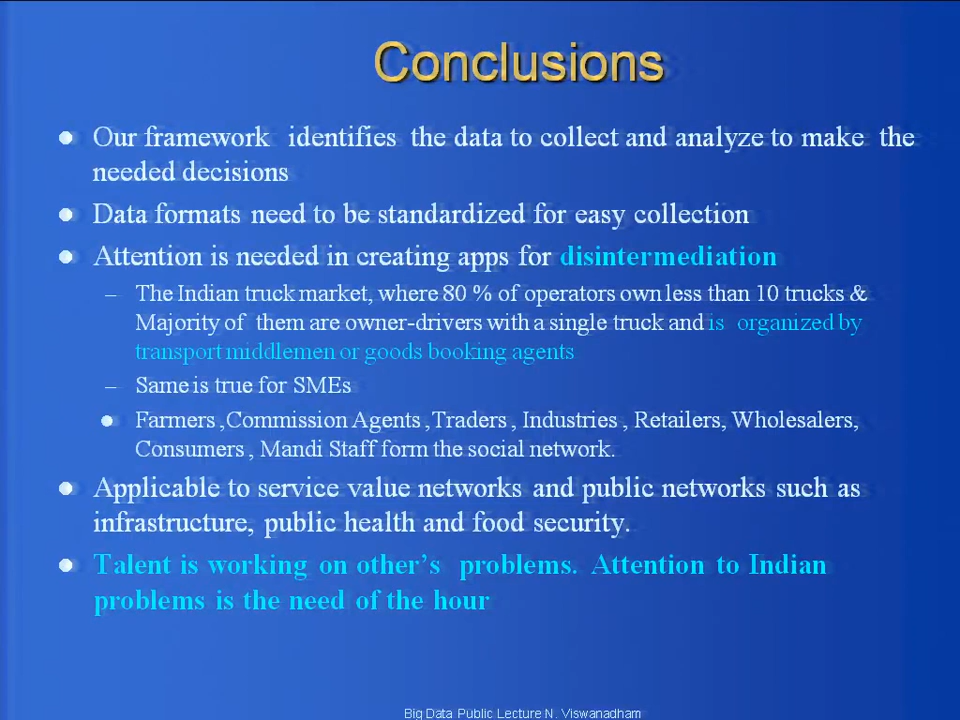 Conclusions
● Our framework identifies the data to collect and analyze to make the
needed decisions
● Data formats need to be standardized for easy collection
● Attention is needed in creating apps for disintermediation
– The Indian truck market, where 80 % of operators own less than 10 trucks &
Majority of them are owner-drivers with a single truck and is organized by
transport middlemen or goods booking agents
– Same is true for SMEs
● Farmers ,Commission Agents ,Traders , Industries , Retailers, Wholesalers,
Consumers , Mandi Staff form the social network.
● Applicable to service value networks and public networks such as
infrastructure, public health and food security.
● Talent is working on other’s problems. Attention to Indian
problems is the need of the hour
Big Data Public Lecture N. Viswanadham